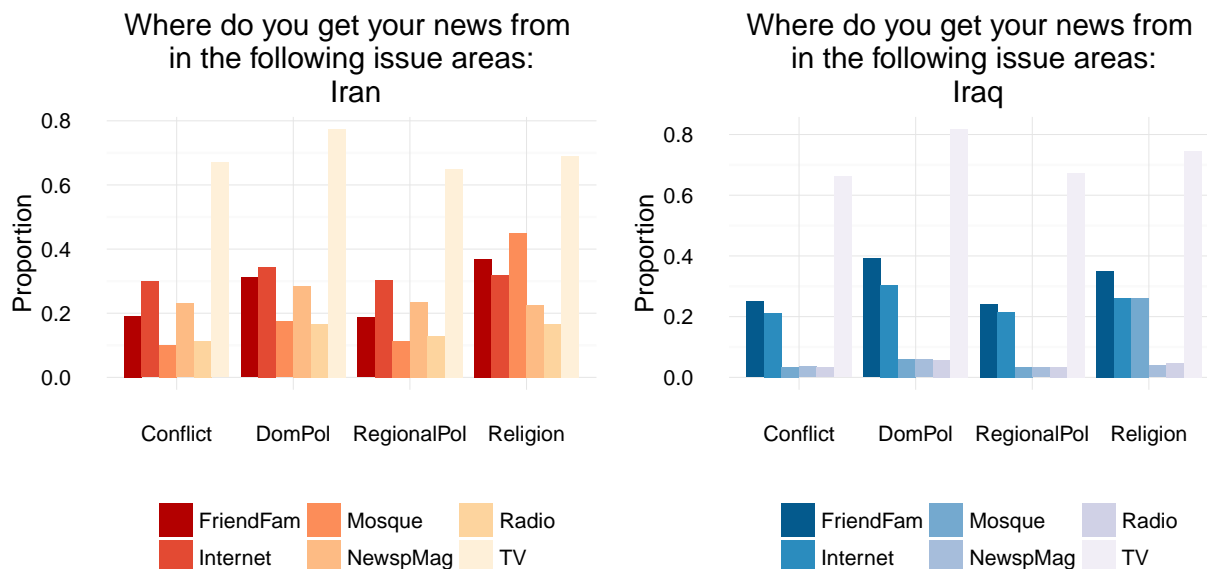 Where do you get your news from
in the following issue areas:
Iran
0.8
0.6
0.4
0.2
0.0
Proportion
Conflict DomPol RegionalPol Religion
FriendFam Mosque Radio
Internet NewspMag TV
Where do you get your news from
in the following issue areas:
Iraq
0.8
0.6
0.4
0.2
0.0
Proportion
Conflict DomPol RegionalPol Religion
FriendFam Mosque Radio
Internet NewspMag TV